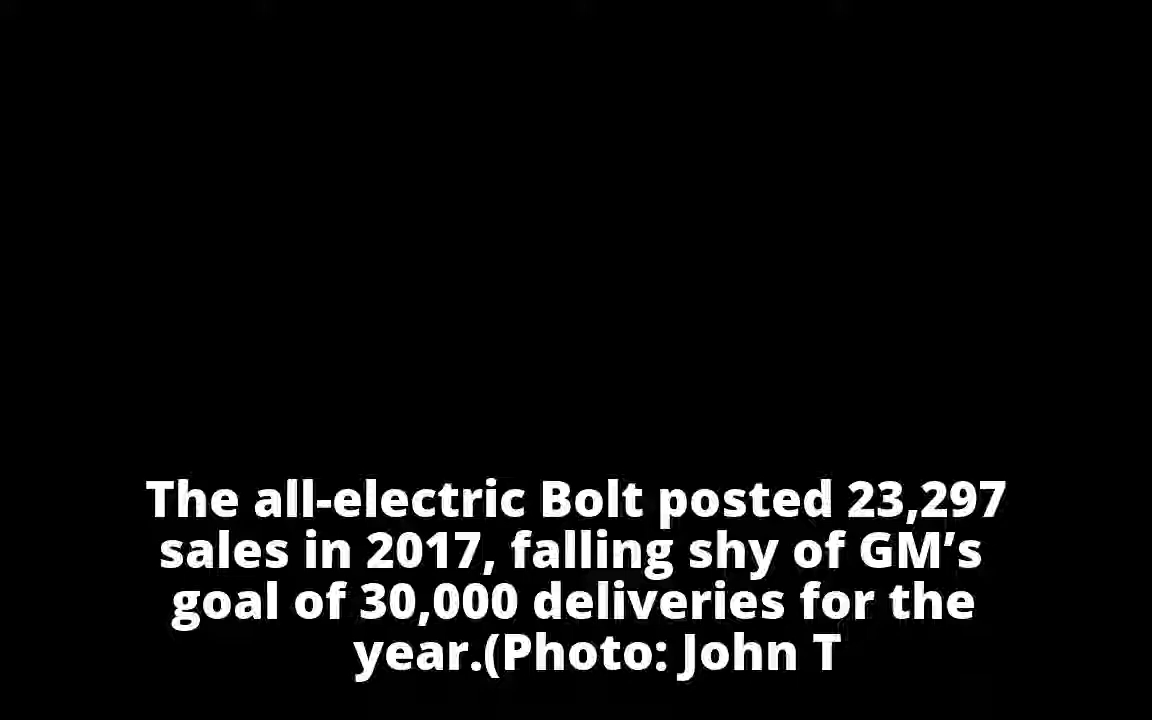 The all-electric Bolt posted 23,297
sales in 2017, falling shy of GM’s
goal of 30,000 deliveries for the
year.(Photo: John T